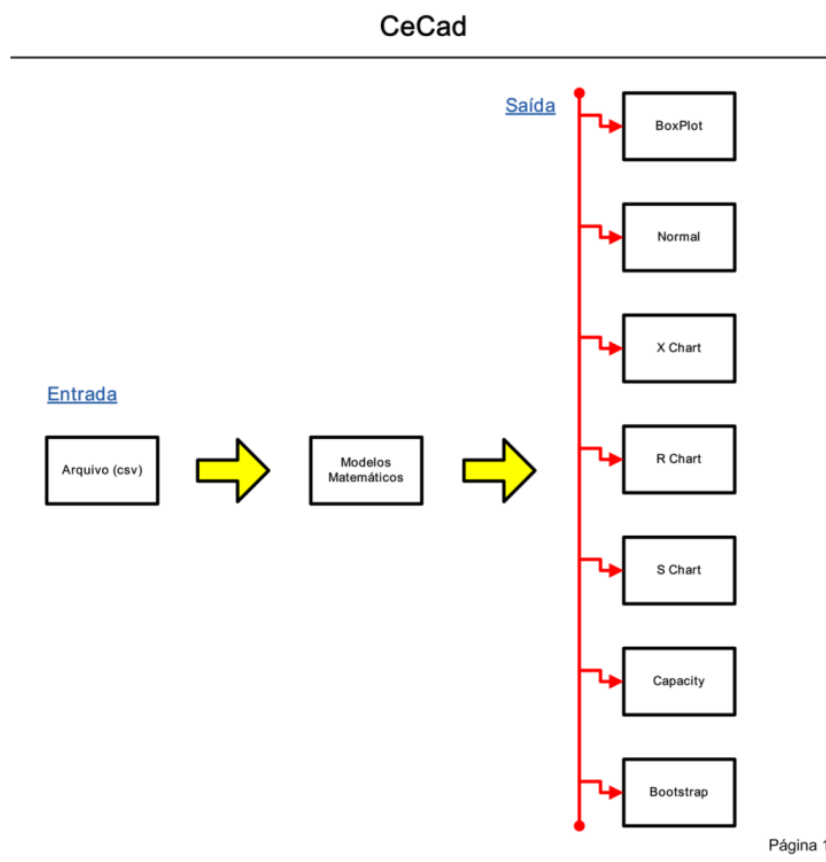 CeCad
Saída
BoxPlot
Normal
X Chart
Entrada
Arquivo (csv)
Modelos
Matemáticos
R Chart
S Chart
Capacity
Bootstrap
Página 1